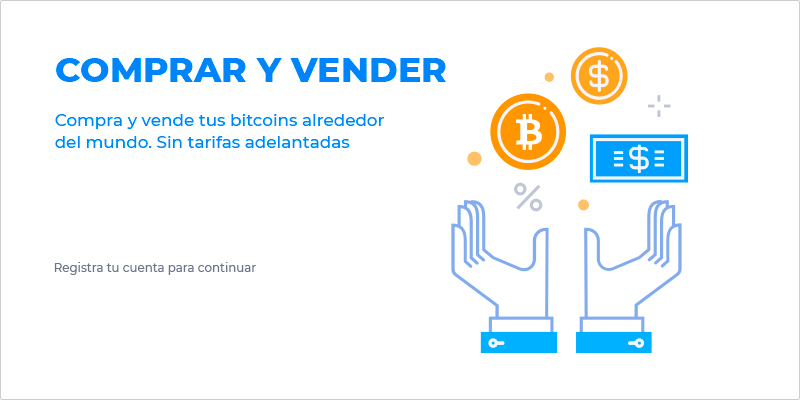 COMPRAR Y VENDER
Compra y vende tus bitcoins alrededor
del mundo. Sin tarifas adelantadas
Registra tu cuenta para continuar